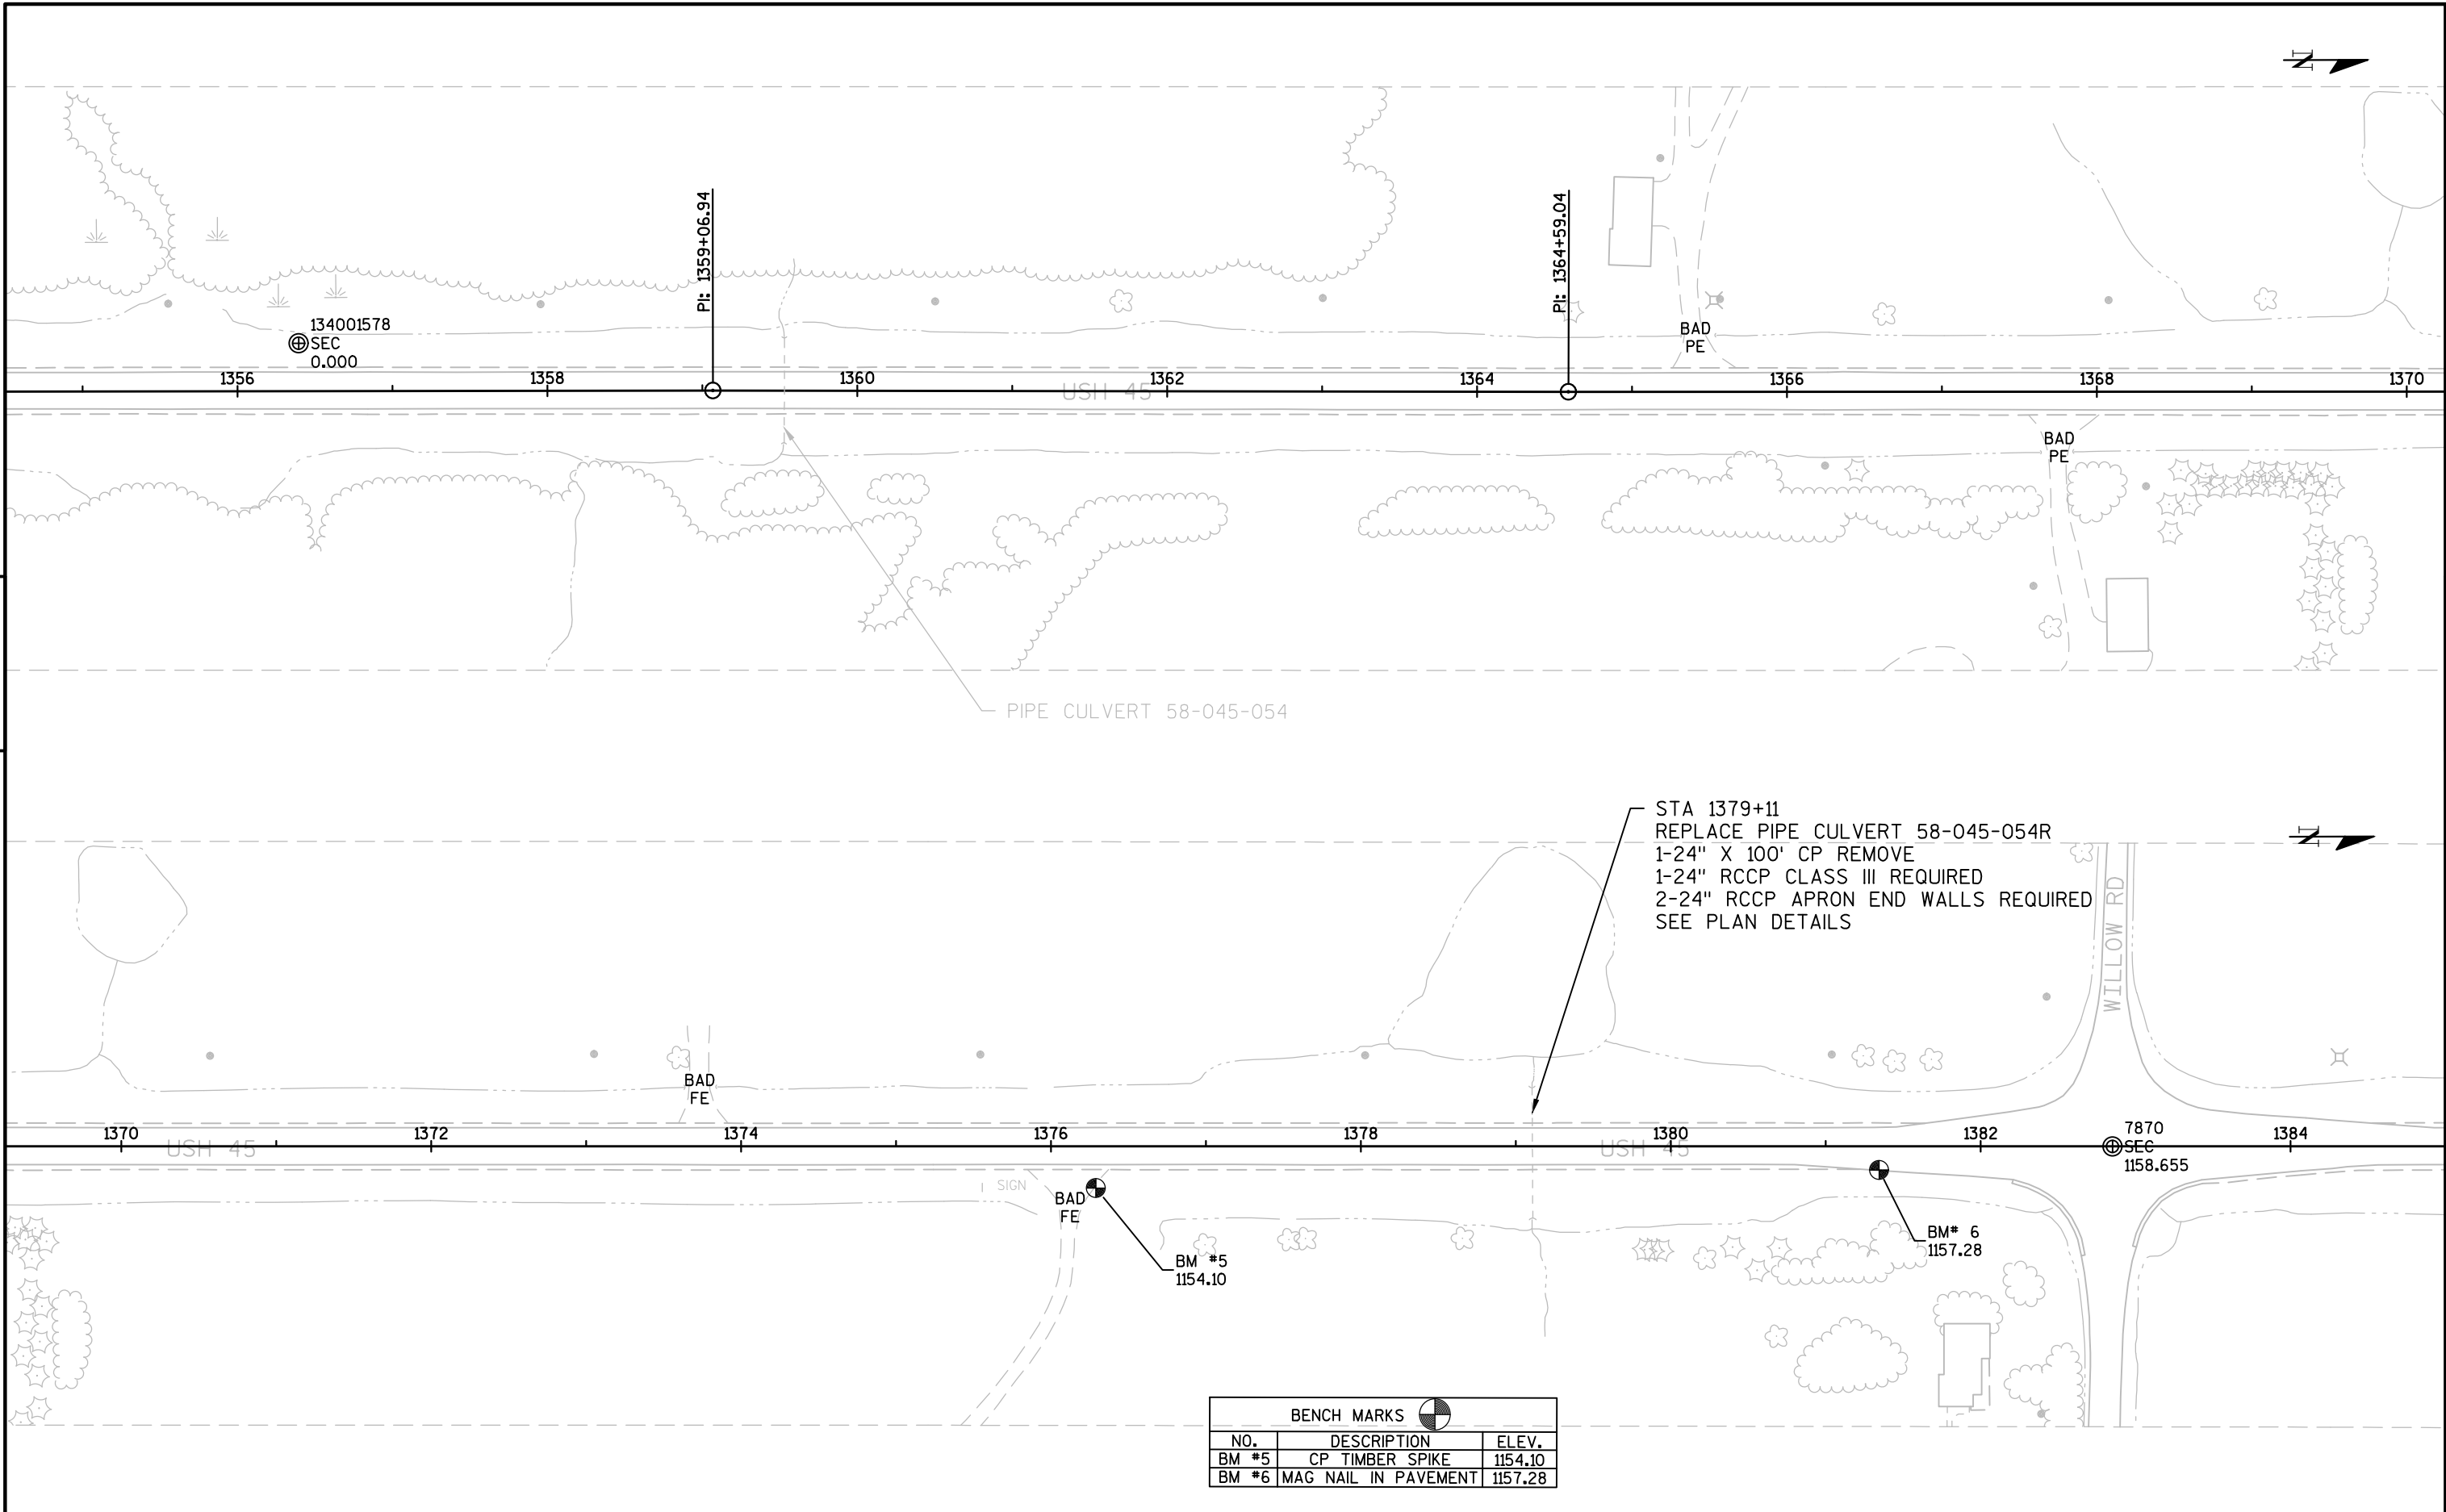 N
PI: 1359+06.94
PI: 1364+59.04
134001578
SEC
0.000
BAD
PE
1356
1358
1360
1362
1364
1366
1368
1370
USH 45
BAD
PE
PIPE CULVERT 58-045-054
STA 1379+11
REPLACE PIPE CULVERT 58-045-054R
1-24" X 100' CP REMOVE
1-24" RCCP CLASS III REQUIRED
2-24" RCCP APRON END WALLS REQUIRED
SEE PLAN DETAILS
N
WILLOW RD
BAD
FE
1370
1372
1374
1376
1378
1380
1382
1384
USH 45
USH 45
7870
SEC
1158.655
SIGN
BAD
FE
BM #5
1154.10
BM# 6
1157.28
BENCH MARKS
NO. DESCRIPTION ELEV.
BM #5 CP TIMBER SPIKE 1154.10
BM #6 MAG NAIL IN PAVEMENT 1157.28